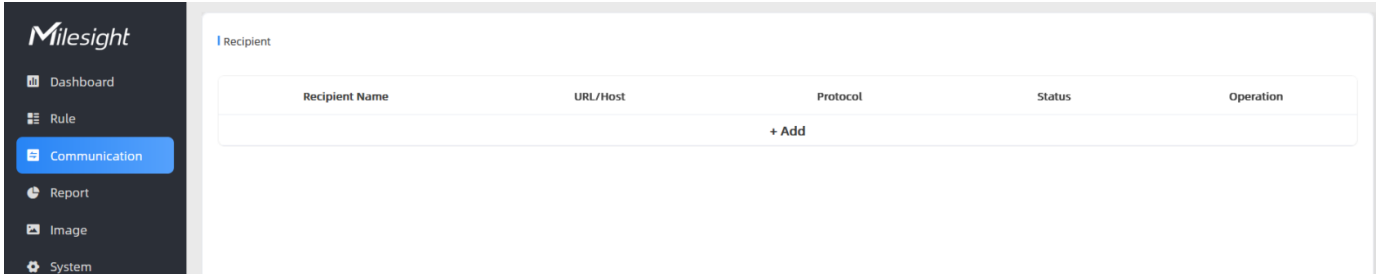 Milesight
Dashboard
Rule
Communication
Report
Image
System
Recipient
Recipient Name URL/Host Protocol Status Operation
+ Add